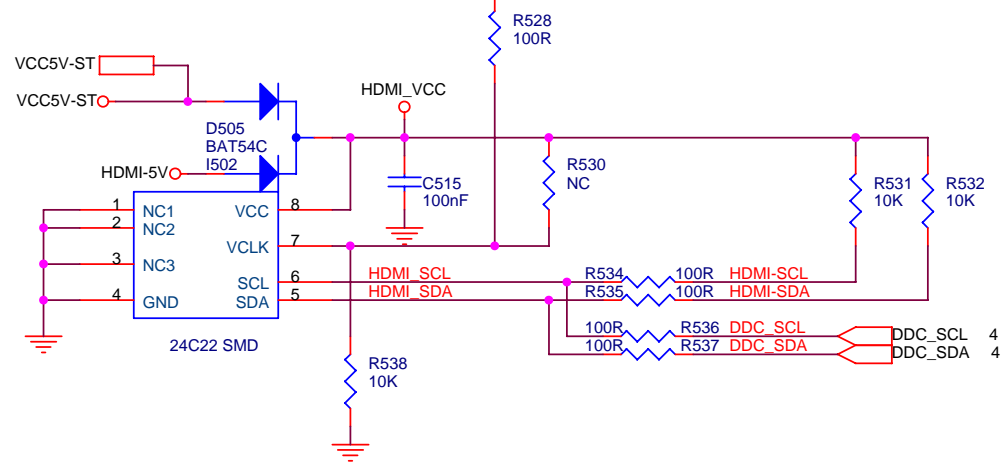 R528
100R
VCC5V-ST
VCC5V-ST
HDMI_VCC
D505
BAT54C
I502
HDMI-5V
C515
100nF
R530
NC
R531
10K
R532
10K
1 NC1 VCC 8
2 NC2
VCLK 7
3 NC3
SCL 6 HDMI_SCL R534 100R HDMI-SCL
4 GND SDA 5 HDMI_SDA R535 100R HDMI-SDA
100R R536 DDC_SCL DDC_SCL 4
100R R537 DDC_SDA DDC_SDA 4
24C22 SMD
R538
10K